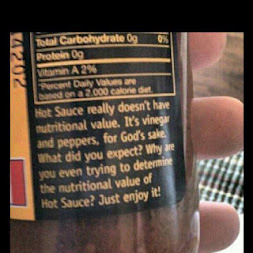 Total Carbohydrate 0g 0%
Protein 0g
Vitamin A 2%
*Percent Daily Values are
based on a 2,000 calorie diet.
Hot Sauce really doesn't have
nutritional value. It's vinegar
and peppers, for God's sake.
What did you expect? Why are
you even trying to determine
the nutritional value of
Hot Sauce? Just enjoy it!
42202